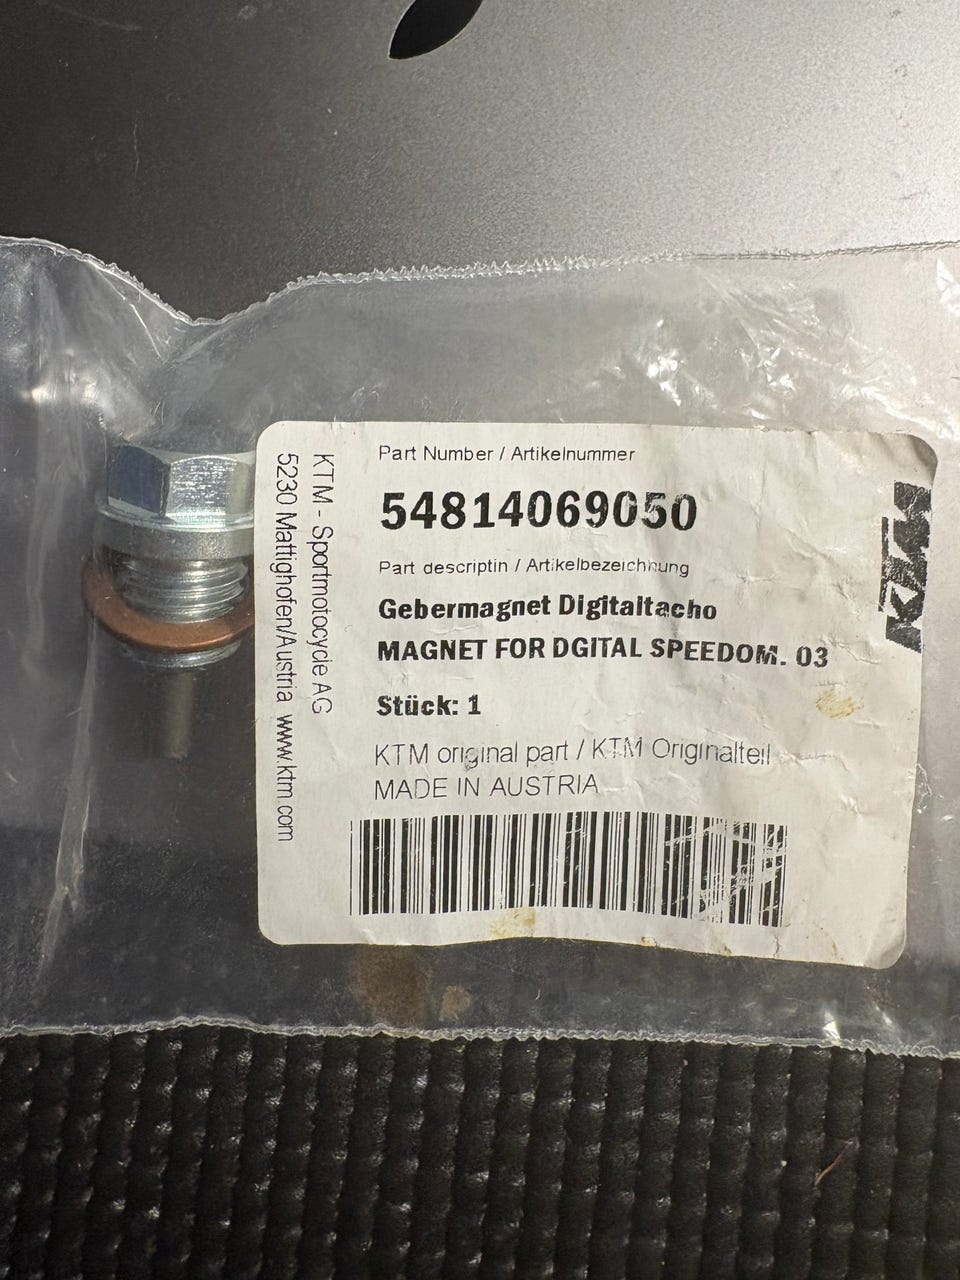 Part Number / Artikelnummer
54814069050
Part descriptin / Artikelbezeichnung
Gebermagnet Digitaltacho
MAGNET FOR DGITAL SPEEDOM. 03
Stück: 1
KTM original part / KTM Originalteil
MADE IN AUSTRIA
KTM - Sportmotocycle AG
5230 Mattighofen/Austria www.ktm.com
KTM